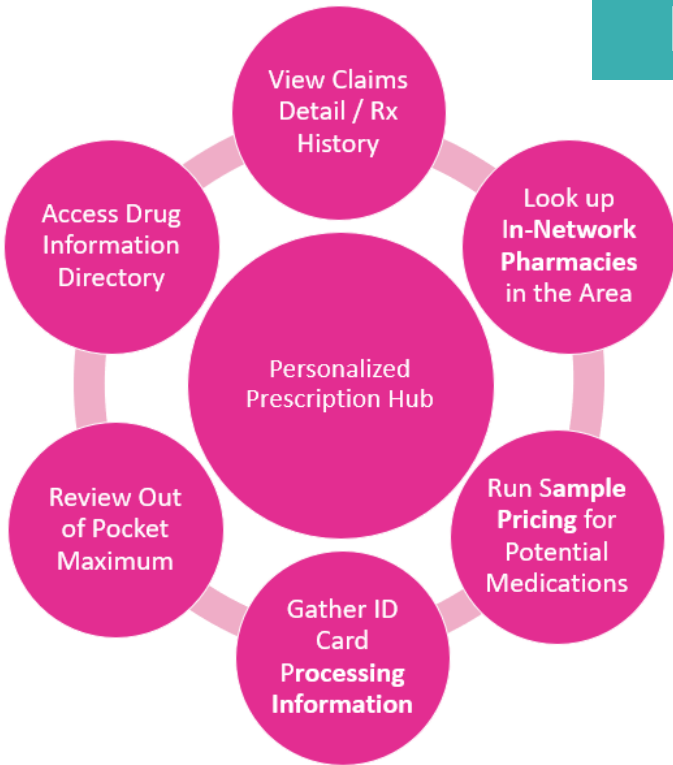 View Claims
Detail / Rx
History
Look up
In-Network
Pharmacies
in the Area
Run Sample
Pricing for
Potential
Medications
Gather ID
Card
Processing
Information
Review Out
of Pocket
Maximum
Access Drug
Information
Directory
Personalized
Prescription Hub